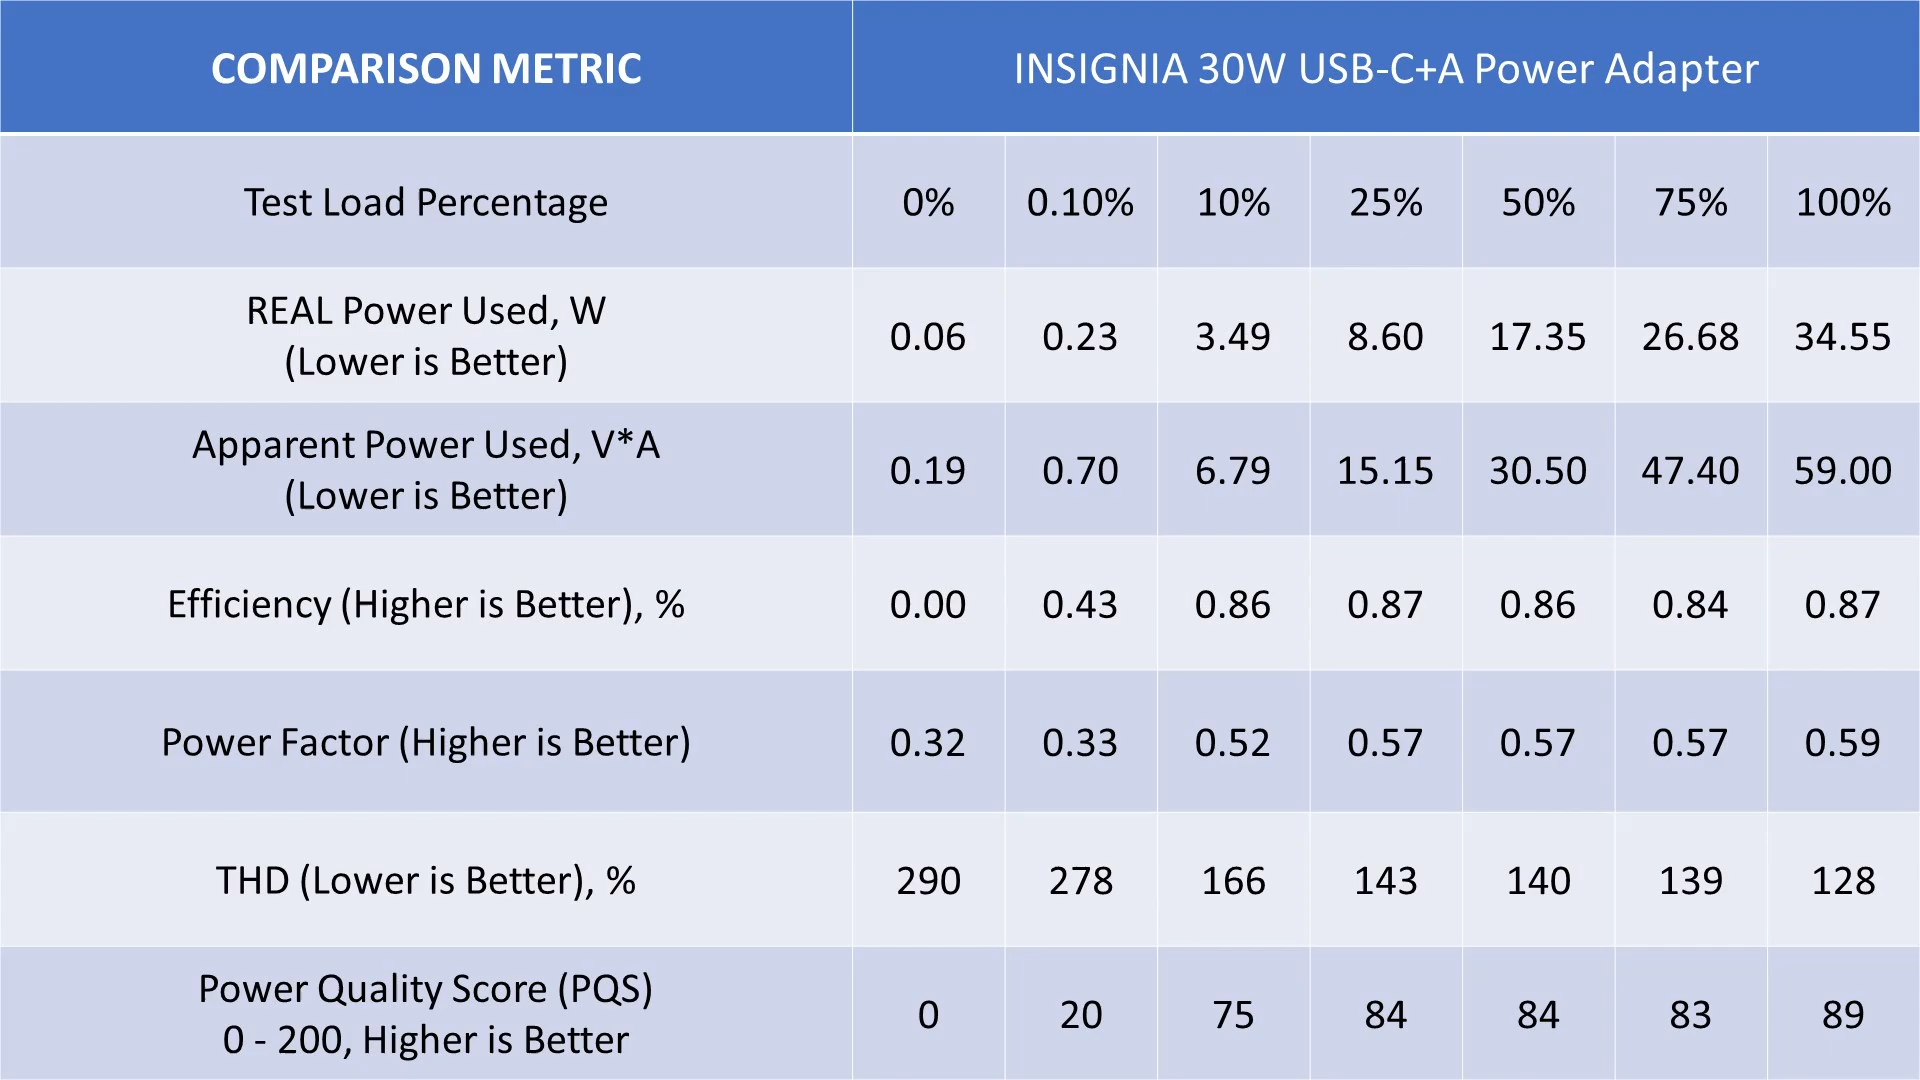 COMPARISON METRIC INSIGNIA 30W USB-C+A Power Adapter
Test Load Percentage 0% 0.10% 10% 25% 50% 75% 100%
REAL Power Used, W
(Lower is Better) 0.06 0.23 3.49 8.60 17.35 26.68 34.55
Apparent Power Used, V*A
(Lower is Better) 0.19 0.70 6.79 15.15 30.50 47.40 59.00
Efficiency (Higher is Better), % 0.00 0.43 0.86 0.87 0.86 0.84 0.87
Power Factor (Higher is Better) 0.32 0.33 0.52 0.57 0.57 0.57 0.59
THD (Lower is Better), % 290 278 166 143 140 139 128
Power Quality Score (PQS)
0 - 200, Higher is Better 0 20 75 84 84 83 89